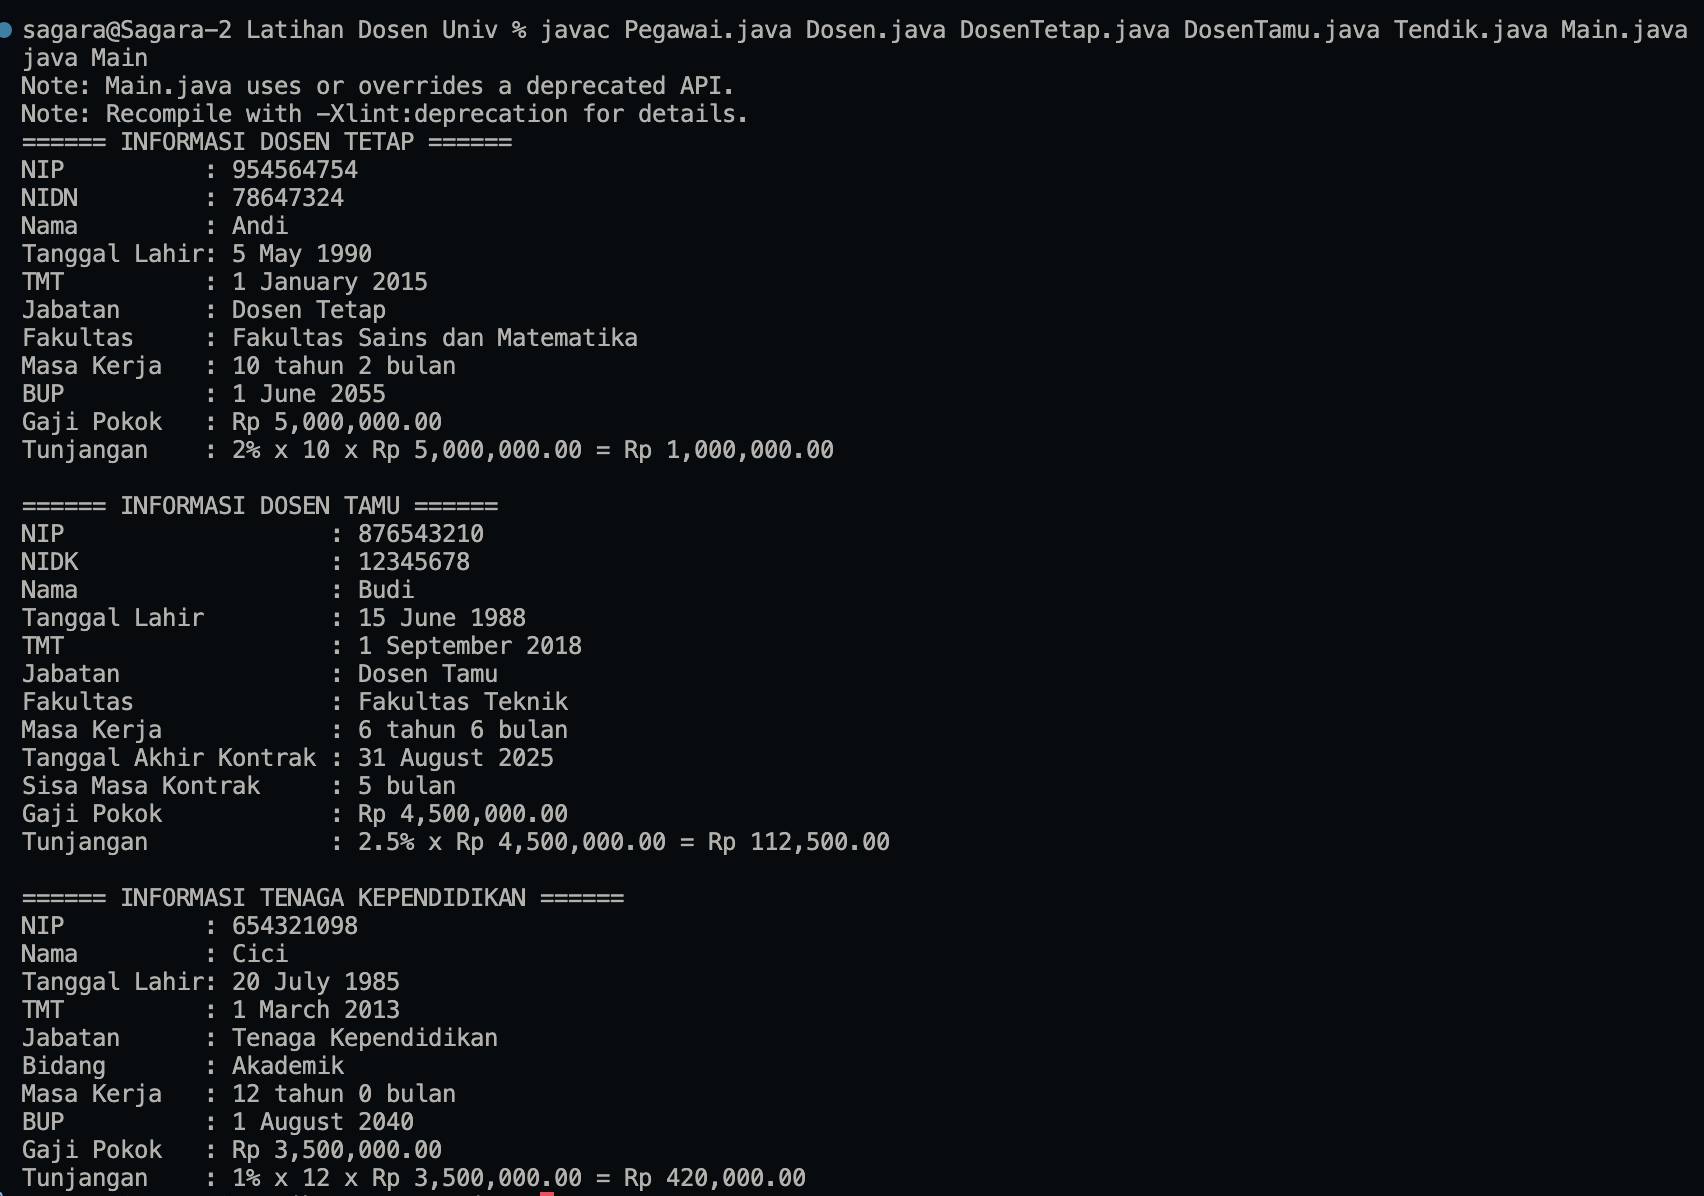 sagara@Sagara-2 Latihan Dosen Univ % javac Pegawai.java Dosen.java DosenTetap.java DosenTamu.java Tendik.java Main.java
java Main
Note: Main.java uses or overrides a deprecated API.
Note: Recompile with -Xlint:deprecation for details.
====== INFORMASI DOSEN TETAP ======
NIP          : 954564754
NIDN         : 78647324
Nama         : Andi
Tanggal Lahir: 5 May 1990
TMT          : 1 January 2015
Jabatan      : Dosen Tetap
Fakultas     : Fakultas Sains dan Matematika
Masa Kerja   : 10 tahun 2 bulan
BUP          : 1 June 2055
Gaji Pokok   : Rp 5,000,000.00
Tunjangan    : 2% x 10 x Rp 5,000,000.00 = Rp 1,000,000.00

====== INFORMASI DOSEN TAMU ======
NIP                   : 876543210
NIDK                  : 12345678
Nama                  : Budi
Tanggal Lahir         : 15 June 1988
TMT                   : 1 September 2018
Jabatan               : Dosen Tamu
Fakultas              : Fakultas Teknik
Masa Kerja            : 6 tahun 6 bulan
Tanggal Akhir Kontrak : 31 August 2025
Sisa Masa Kontrak     : 5 bulan
Gaji Pokok            : Rp 4,500,000.00
Tunjangan             : 2.5% x Rp 4,500,000.00 = Rp 112,500.00

====== INFORMASI TENAGA KEPENDIDIKAN ======
NIP          : 654321098
Nama         : Cici
Tanggal Lahir: 20 July 1985
TMT          : 1 March 2013
Jabatan      : Tenaga Kependidikan
Bidang       : Akademik
Masa Kerja   : 12 tahun 0 bulan
BUP          : 1 August 2040
Gaji Pokok   : Rp 3,500,000.00
Tunjangan    : 1% x 12 x Rp 3,500,000.00 = Rp 420,000.00